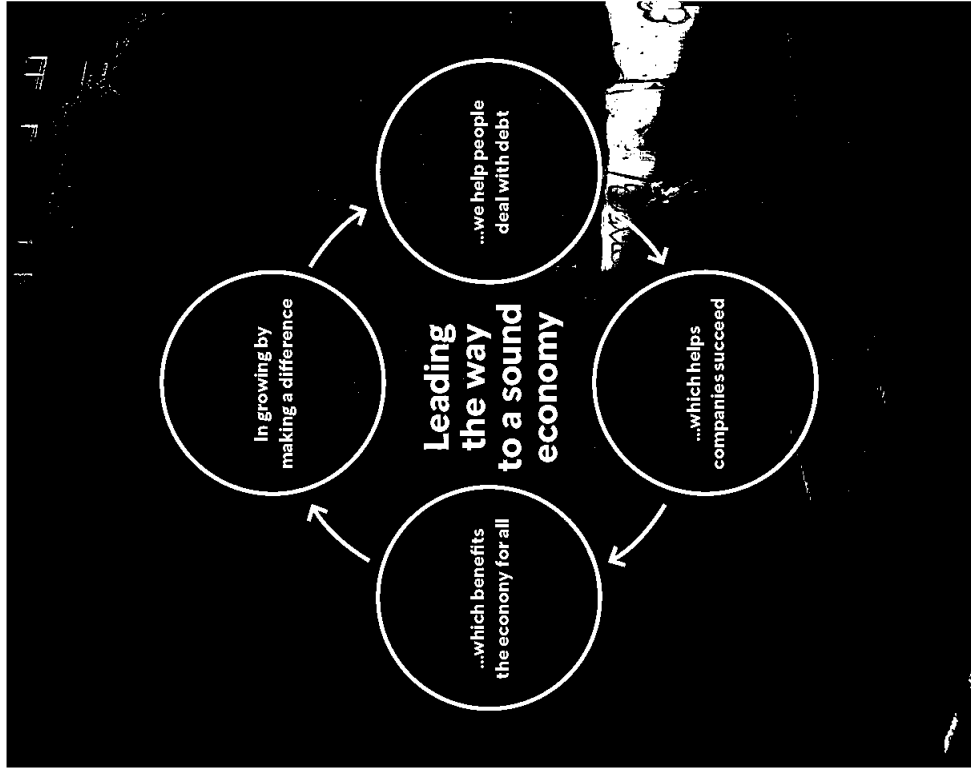 In growing by
making a difference
...we help people
deal with debt
...which helps
companies succeed
...which benefits
the econony for all
Leading
the way
to a sound
economy